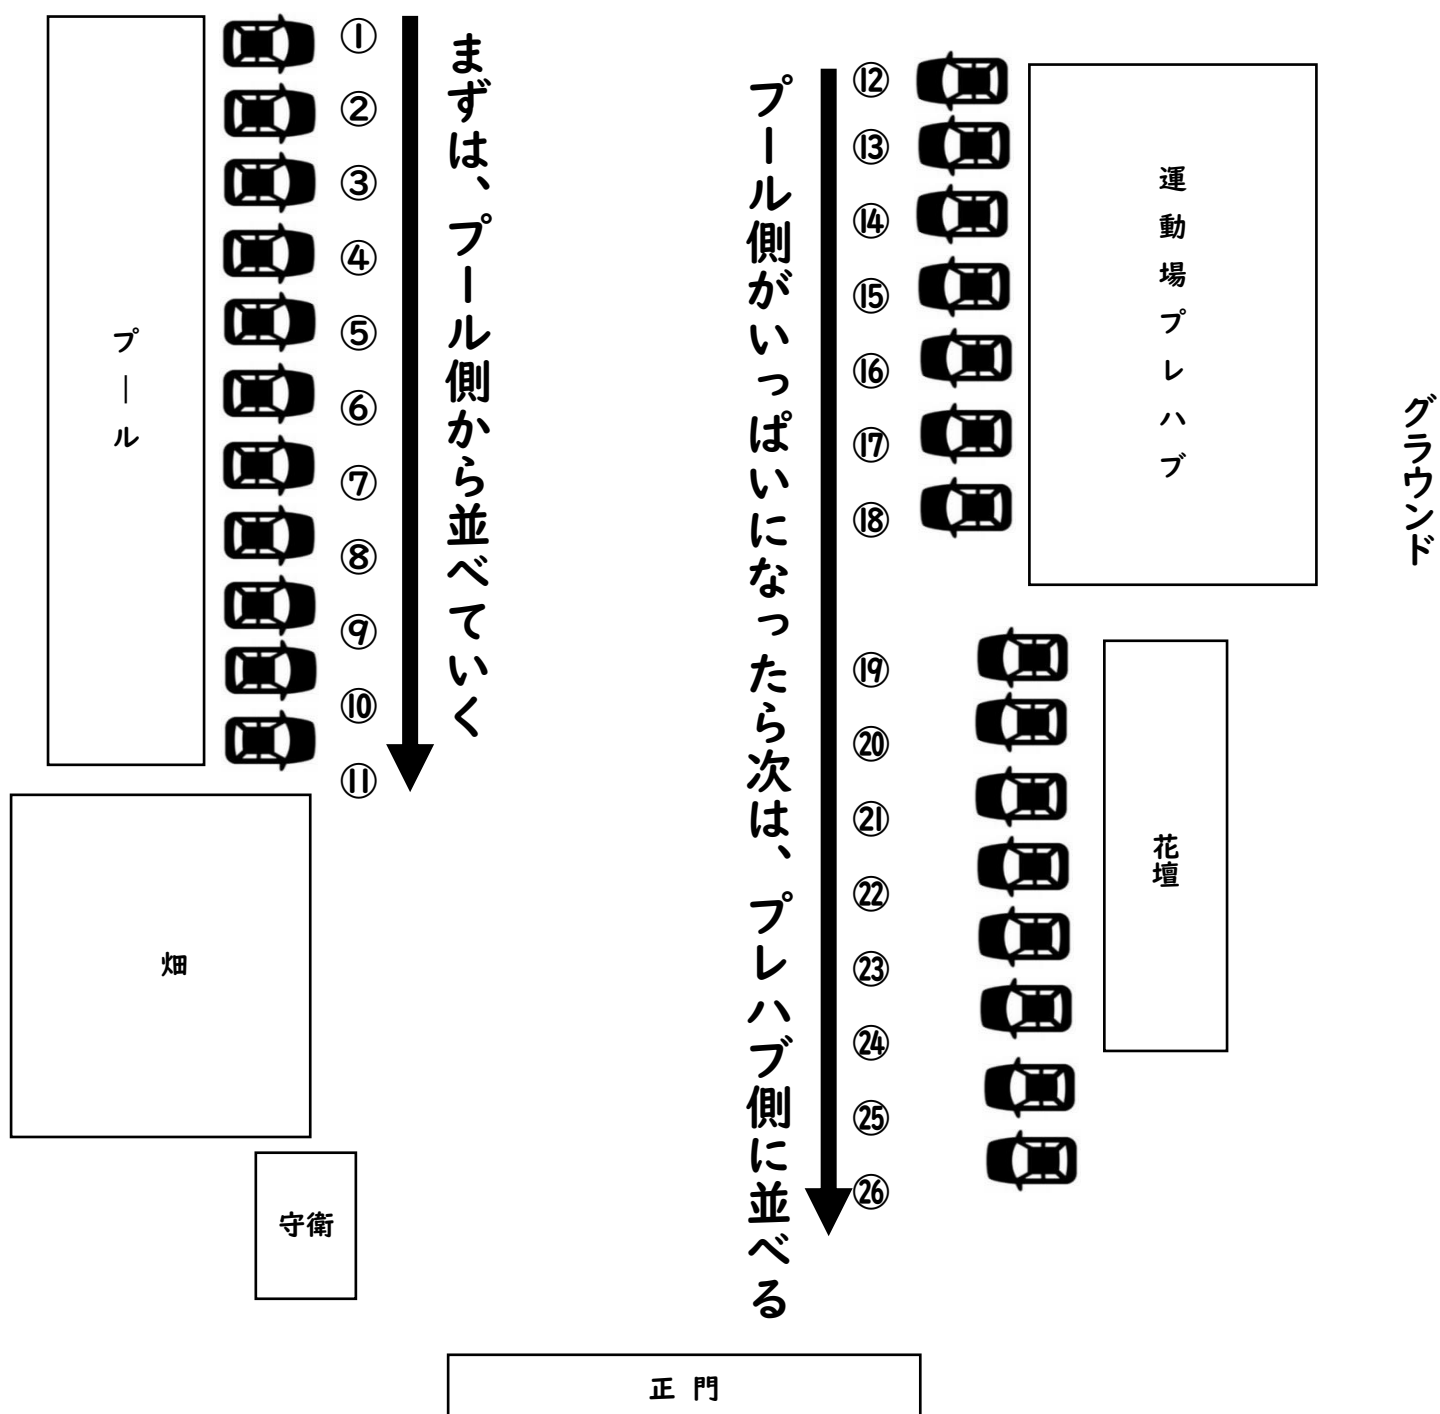 ①
②
③
④
⑤
⑥
⑦
⑧
⑨
⑩
⑪
まずは、プール側から並べていく
プール
畑
守衛
プール側がいっぱいになったら次は、プレハブ側に並べる
⑫
⑬
⑭
⑮
⑯
⑰
⑱
⑲
⑳
㉑
㉒
㉓
㉔
㉕
㉖
運動場プレハブ
花壇
グラウンド
正門